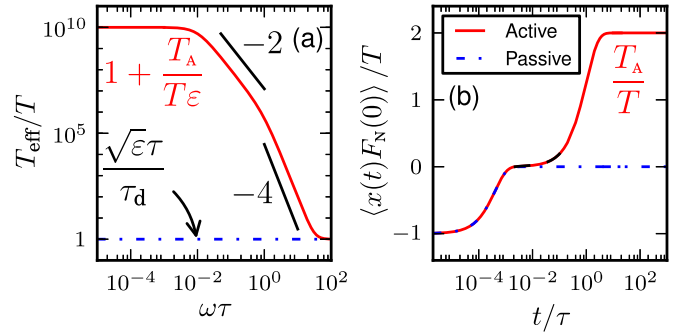 (a)
10^10
10^5
1
T_eff/T
1 + T_A/Tε
−2
−4
√ετ/τ_d
10^−4 10^−2 10^0 10^2
ωτ
(b)
Active
Passive
2
1
0
−1
⟨x(t)F_N(0)⟩/T
T_A/T
10^−4 10^−2 10^0 10^2
t/τ